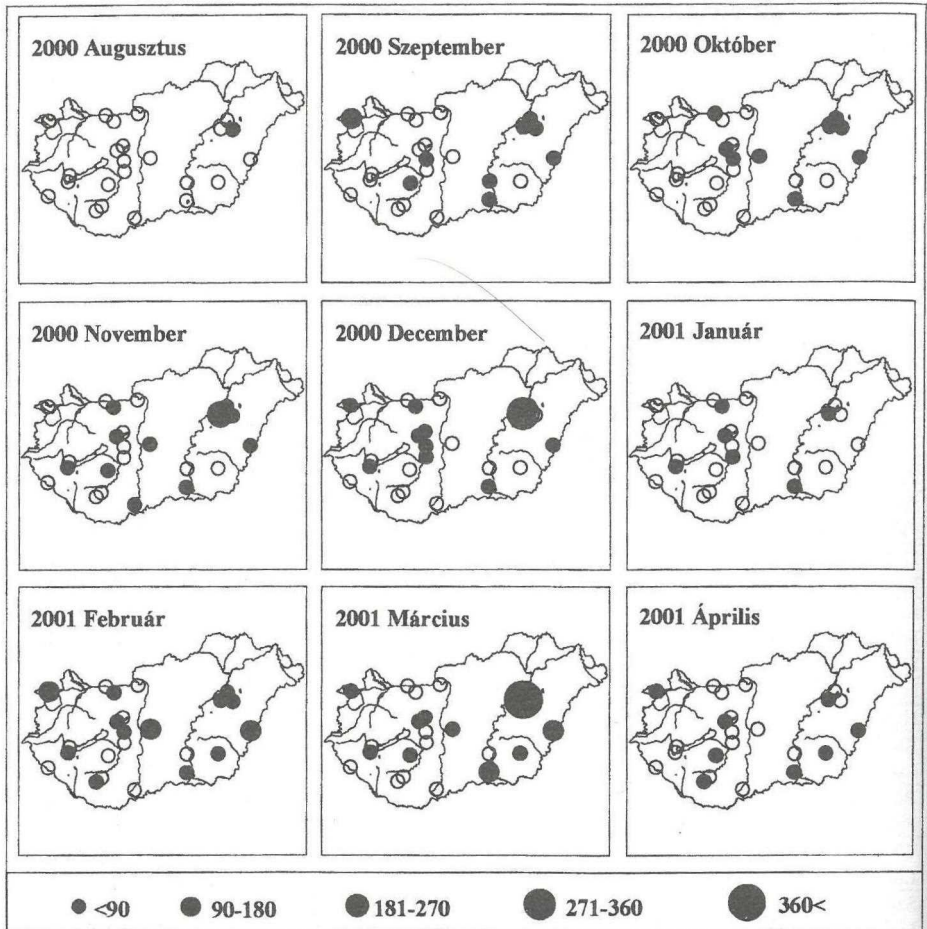 2000 Augusztus
2000 Szeptember
2000 Október
2000 November
2000 December
2001 Január
2001 Február
2001 Március
2001 Április
<90 90-180 181-270 271-360 360<